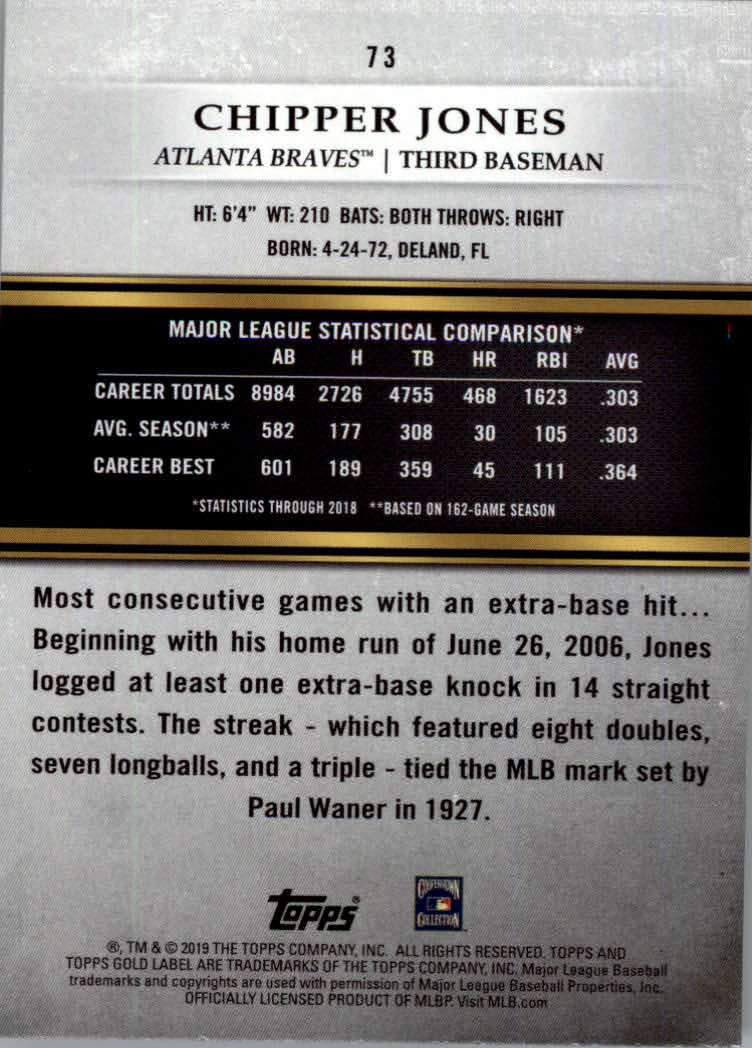 73
CHIPPER JONES
ATLANTA BRAVES™ | THIRD BASEMAN
HT: 6'4" WT: 210 BATS: BOTH THROWS: RIGHT
BORN: 4-24-72, DELAND, FL
MAJOR LEAGUE STATISTICAL COMPARISON*
AB H TB HR RBI AVG
CAREER TOTALS 8984 2726 4755 468 1623 .303
AVG. SEASON** 582 177 308 30 105 .303
CAREER BEST 601 189 359 45 111 .364
*STATISTICS THROUGH 2018 **BASED ON 162-GAME SEASON
Most consecutive games with an extra-base hit...
Beginning with his home run of June 26, 2006, Jones
logged at least one extra-base knock in 14 straight
contests. The streak - which featured eight doubles,
seven longballs, and a triple - tied the MLB mark set by
Paul Waner in 1927.
Topps®
COOPERSTOWN
COLLECTION
®, TM & © 2019 THE TOPPS COMPANY, INC. ALL RIGHTS RESERVED. TOPPS AND
TOPPS GOLD LABEL ARE TRADEMARKS OF THE TOPPS COMPANY, INC. Major League Baseball
trademarks and copyrights are used with permission of Major League Baseball Properties, Inc.
OFFICIALLY LICENSED PRODUCT OF MLBP. Visit MLB.com